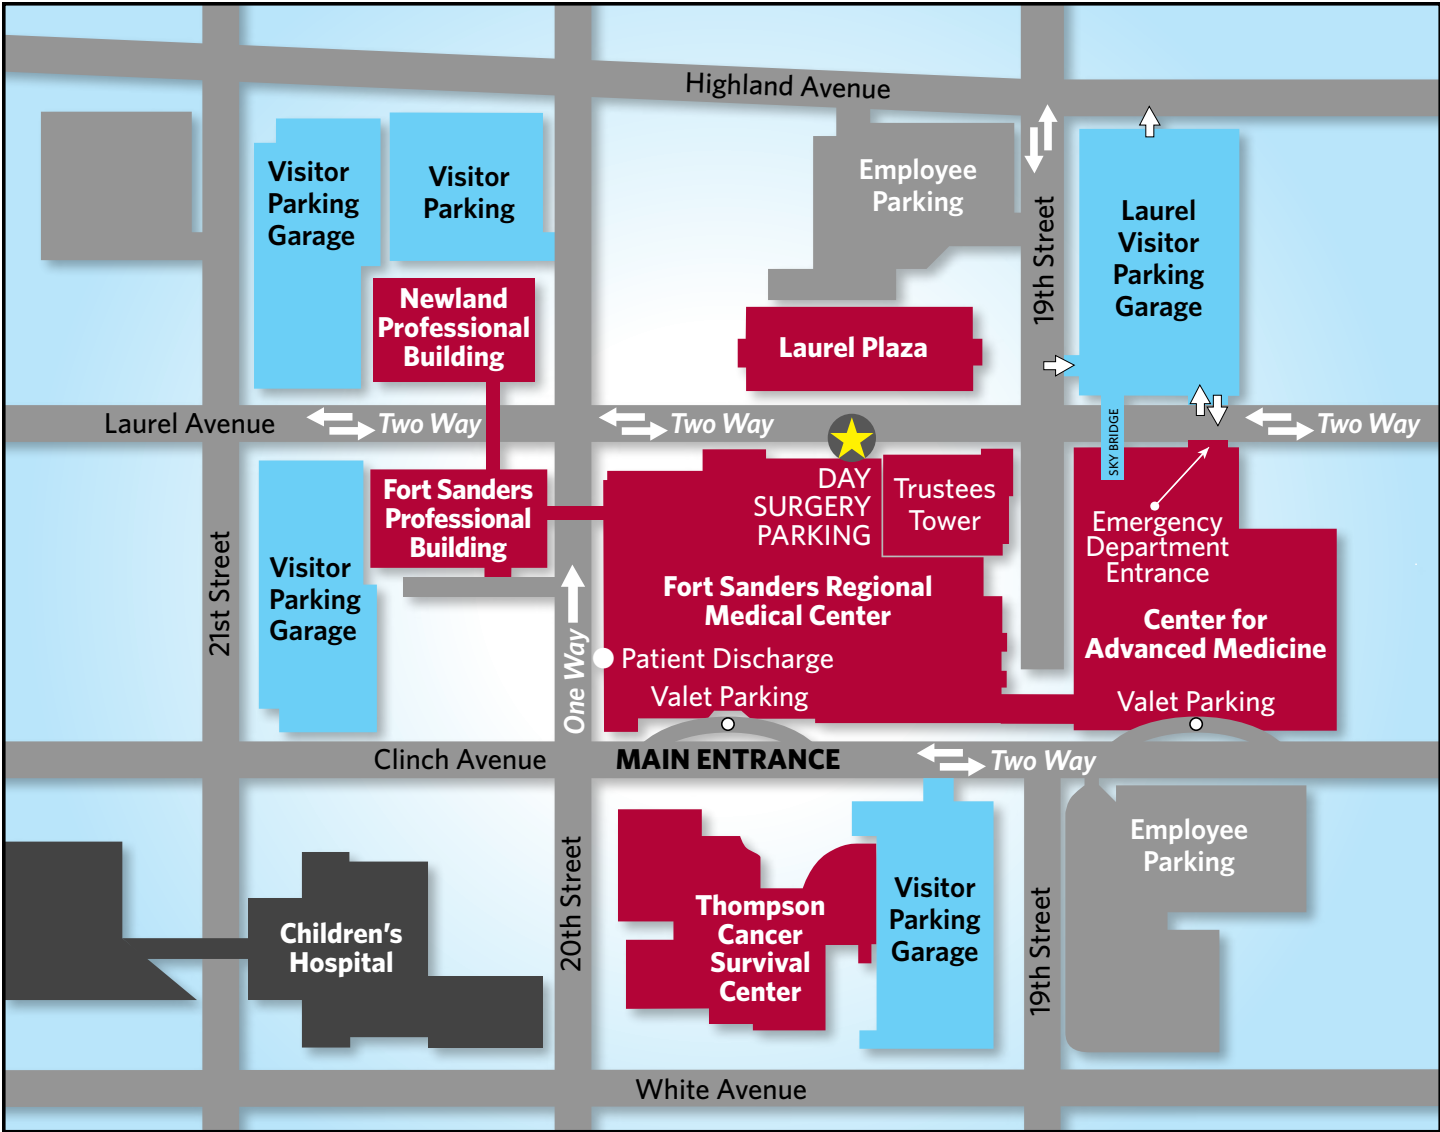 Highland Avenue
Visitor
Parking
Garage
Visitor
Parking
Employee
Parking
19th Street
Laurel
Visitor
Parking
Garage
Newland
Professional
Building
Laurel Plaza
Laurel Avenue
Two Way
Two Way
Two Way
SKY BRIDGE
DAY
SURGERY
PARKING
Trustees
Tower
Fort Sanders
Professional
Building
Emergency
Department
Entrance
21st Street
Visitor
Parking
Garage
Fort Sanders Regional
Medical Center
Center for
Advanced Medicine
One Way
Patient Discharge
Valet Parking
Valet Parking
Clinch Avenue
MAIN ENTRANCE
Two Way
Employee
Parking
20th Street
Children's
Hospital
Thompson
Cancer
Survival
Center
Visitor
Parking
Garage
19th Street
White Avenue